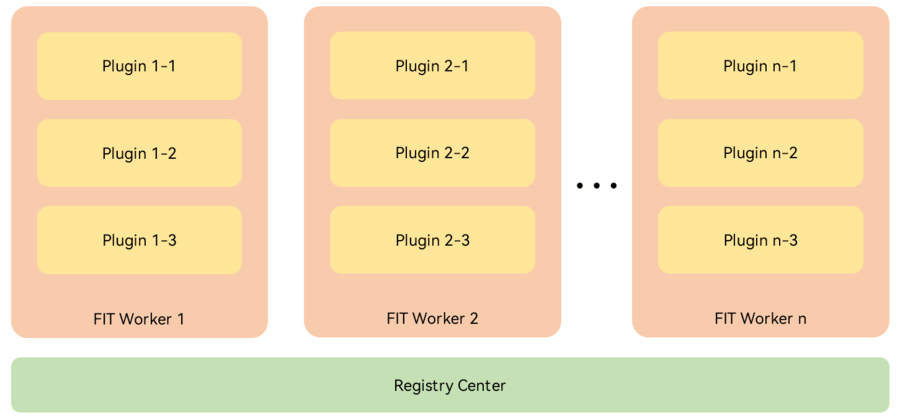 Plugin 1-1
Plugin 1-2
Plugin 1-3
FIT Worker 1
Plugin 2-1
Plugin 2-2
Plugin 2-3
FIT Worker 2
...
Plugin n-1
Plugin n-2
Plugin n-3
FIT Worker n
Registry Center